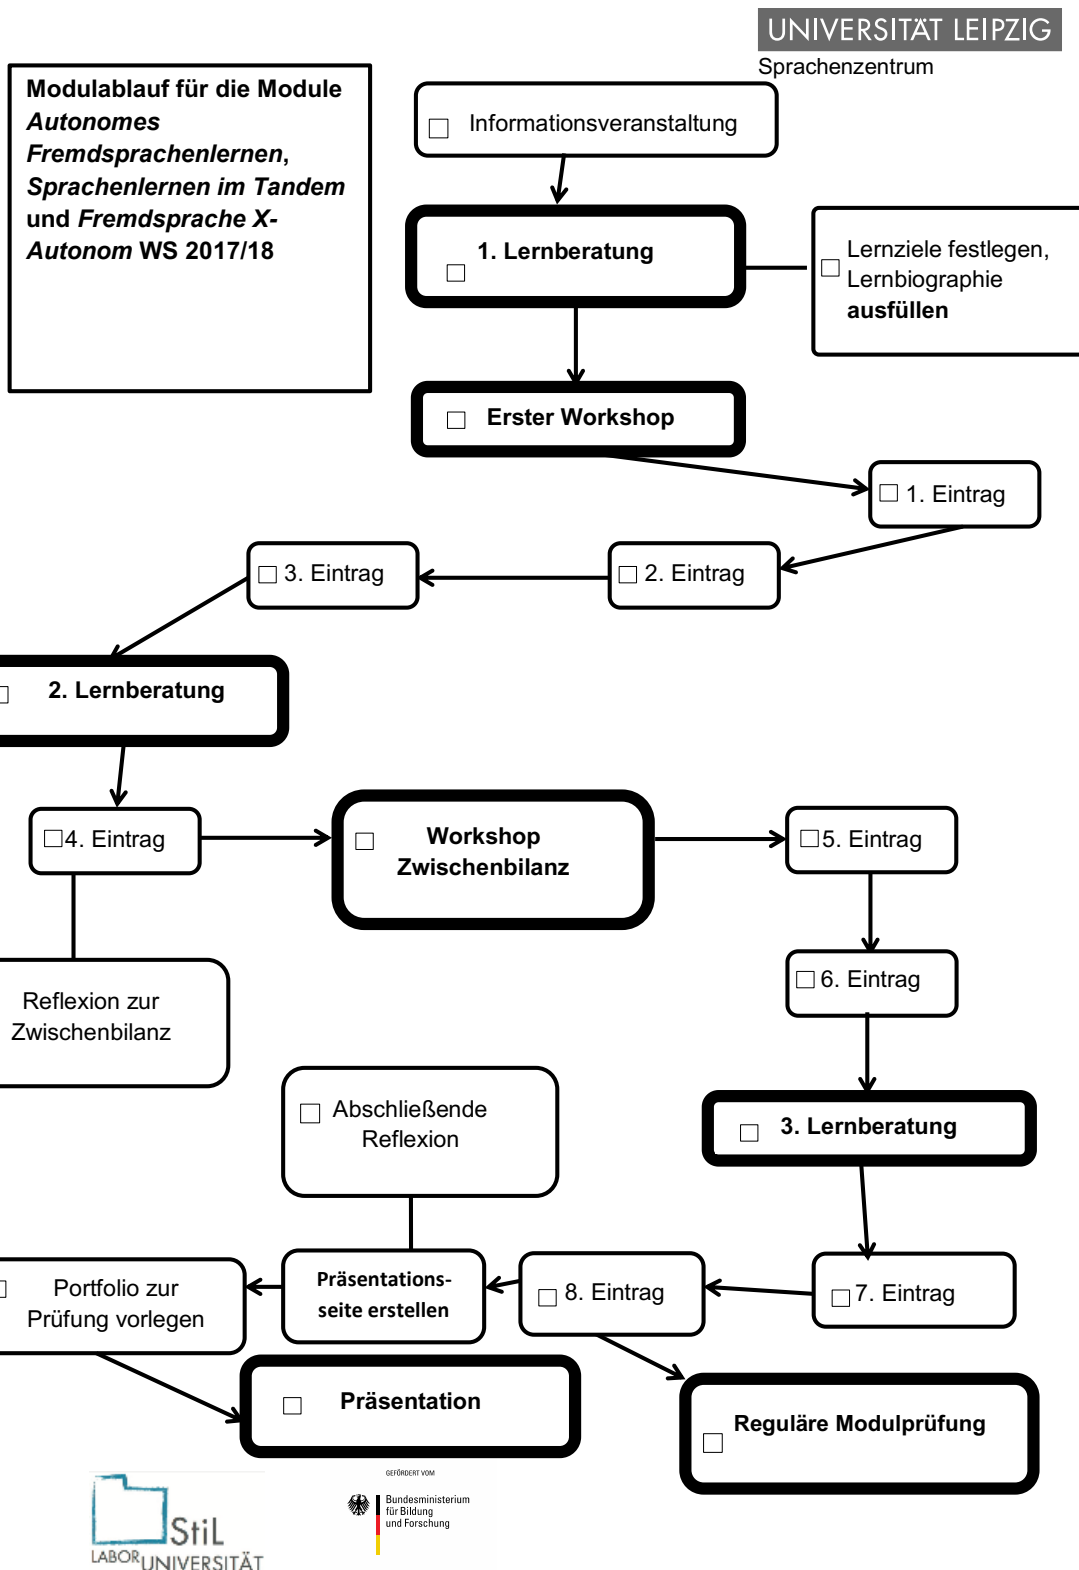 UNIVERSITÄT LEIPZIG
Sprachenzentrum
Modulablauf für die Module
Autonomes
Fremdsprachenlernen,
Sprachenlernen im Tandem
und Fremdsprache X-
Autonom WS 2017/18
☐ Informationsveranstaltung
☐ 1. Lernberatung
☐ Lernziele festlegen,
Lernbiographie
ausfüllen
☐ Erster Workshop
☐ 1. Eintrag
☐ 2. Eintrag
☐ 3. Eintrag
☐ 2. Lernberatung
☐ 4. Eintrag
☐ Workshop
Zwischenbilanz
☐ 5. Eintrag
Reflexion zur
Zwischenbilanz
☐ 6. Eintrag
☐ 3. Lernberatung
☐ Abschließende
Reflexion
☐ 7. Eintrag
☐ 8. Eintrag
Präsentations-
seite erstellen
☐ Portfolio zur
Prüfung vorlegen
☐ Präsentation
☐ Reguläre Modulprüfung
StiL
LABORUNIVERSITÄT
GEFÖRDERT VOM
Bundesministerium
für Bildung
und Forschung